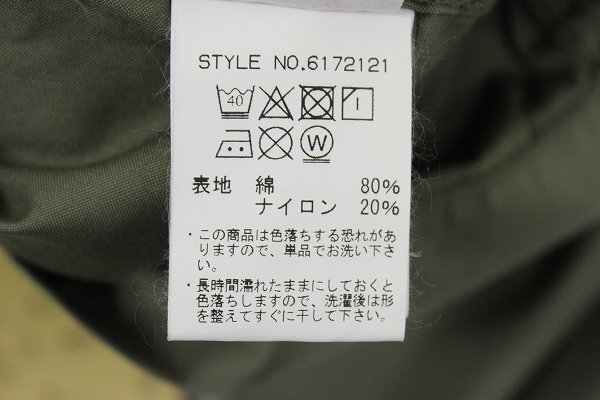 STYLE NO.6172121
40
W
表地 綿 80%
ナイロン 20%
・この商品は色落ちする恐れがあ
りますので、単品でお洗い下さ
い。
・長時間濡れたままにしておくと
色落ちしますので、洗濯後は形
を整えてすぐに干して下さい。